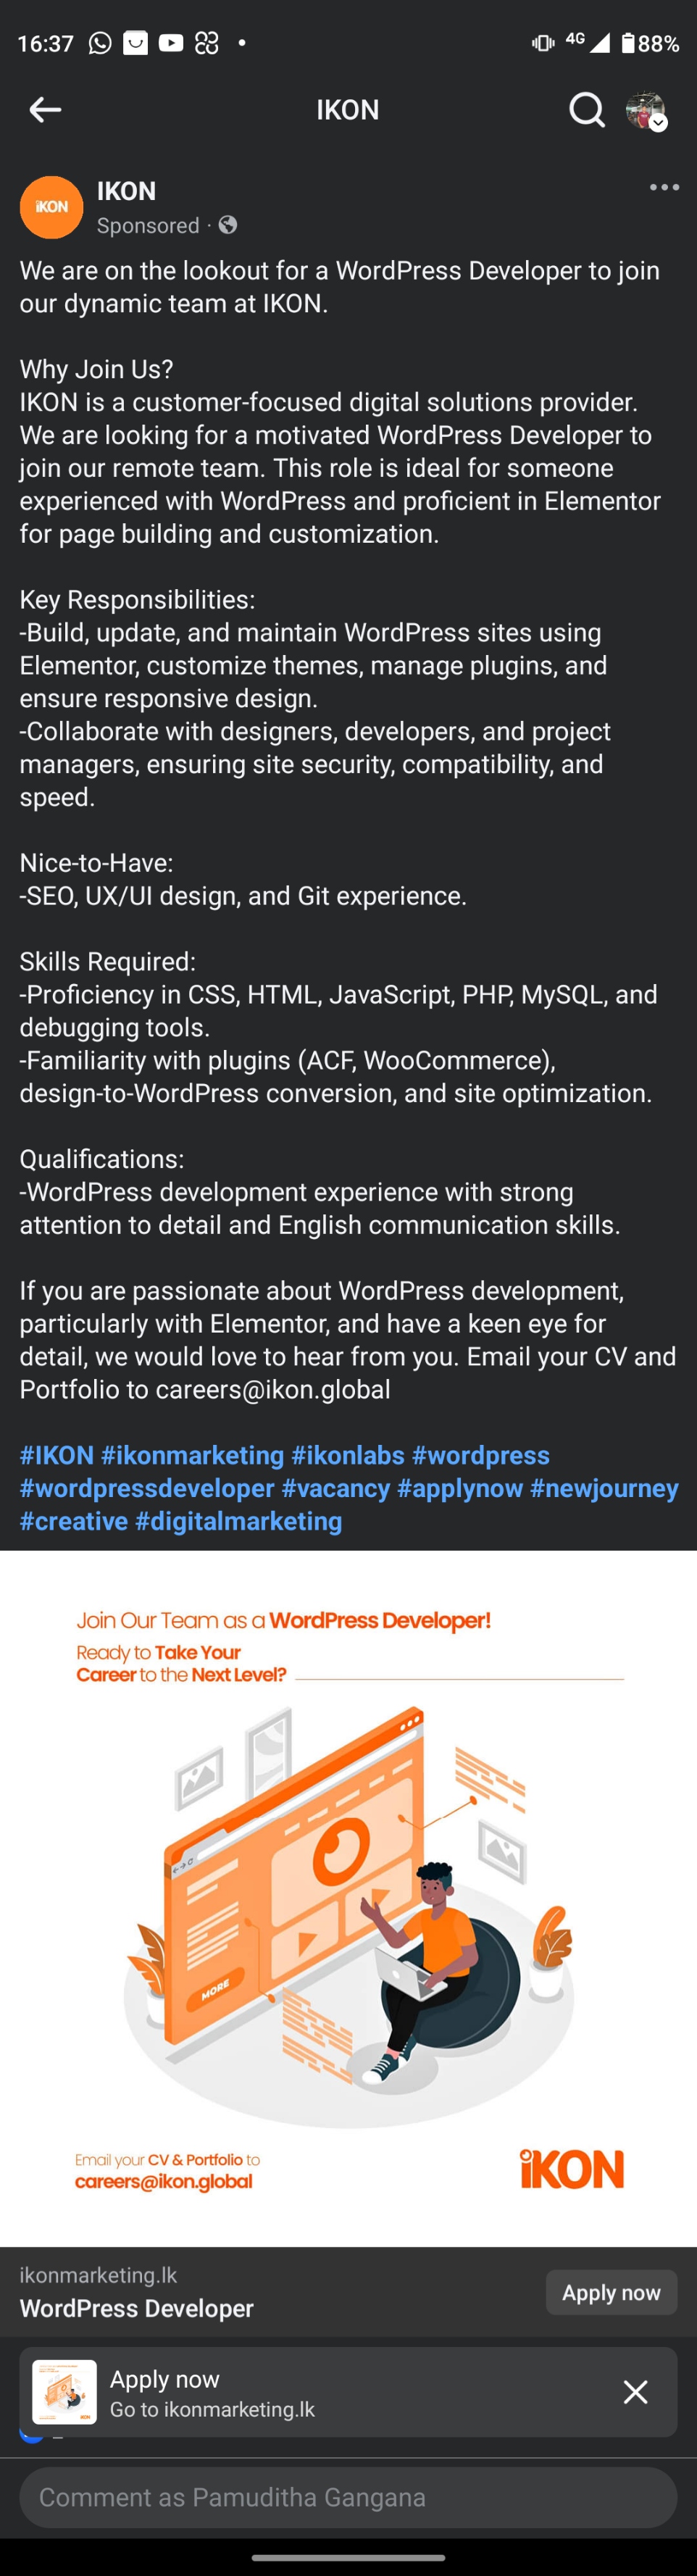 16:37
4G
88%
IKON
iKON
IKON
Sponsored ·
We are on the lookout for a WordPress Developer to join
our dynamic team at IKON.
Why Join Us?
IKON is a customer-focused digital solutions provider.
We are looking for a motivated WordPress Developer to
join our remote team. This role is ideal for someone
experienced with WordPress and proficient in Elementor
for page building and customization.
Key Responsibilities:
-Build, update, and maintain WordPress sites using
Elementor, customize themes, manage plugins, and
ensure responsive design.
-Collaborate with designers, developers, and project
managers, ensuring site security, compatibility, and
speed.
Nice-to-Have:
-SEO, UX/UI design, and Git experience.
Skills Required:
-Proficiency in CSS, HTML, JavaScript, PHP, MySQL, and
debugging tools.
-Familiarity with plugins (ACF, WooCommerce),
design-to-WordPress conversion, and site optimization.
Qualifications:
-WordPress development experience with strong
attention to detail and English communication skills.
If you are passionate about WordPress development,
particularly with Elementor, and have a keen eye for
detail, we would love to hear from you. Email your CV and
Portfolio to careers@ikon.global
#IKON #ikonmarketing #ikonlabs #wordpress
#wordpressdeveloper #vacancy #applynow #newjourney
#creative #digitalmarketing
Join Our Team as a WordPress Developer!
Ready to Take Your
Career to the Next Level?
MORE
Email your CV & Portfolio to
careers@ikon.global
iKON
ikonmarketing.lk
WordPress Developer
Apply now
Apply now
Go to ikonmarketing.lk
Comment as Pamuditha Gangana